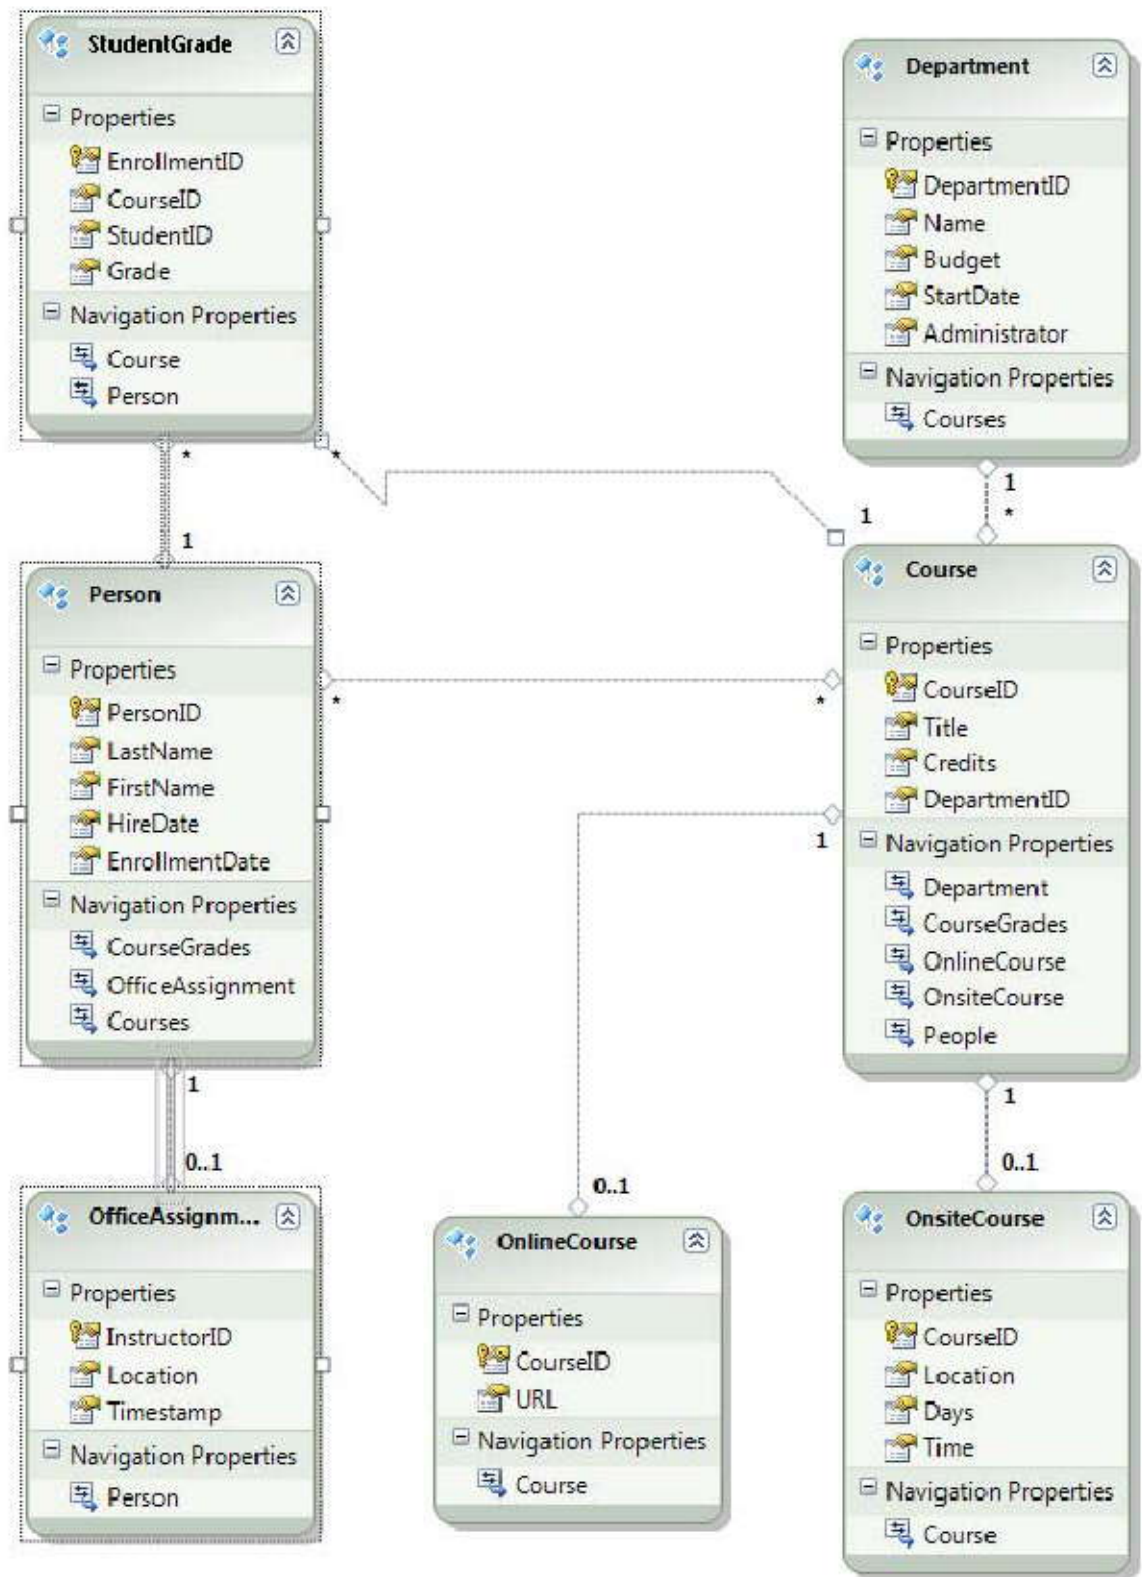 StudentGrade
Properties
EnrollmentID
CourseID
StudentID
Grade
Navigation Properties
Course
Person
*
*
1
1
Department
Properties
DepartmentID
Name
Budget
StartDate
Administrator
Navigation Properties
Courses
1
*
Person
Properties
PersonID
LastName
FirstName
HireDate
EnrollmentDate
Navigation Properties
CourseGrades
OfficeAssignment
Courses
*
*
1
0..1
Course
Properties
CourseID
Title
Credits
DepartmentID
Navigation Properties
Department
CourseGrades
OnlineCourse
OnsiteCourse
People
1
0..1
1
0..1
OfficeAssignm...
Properties
InstructorID
Location
Timestamp
Navigation Properties
Person
OnlineCourse
Properties
CourseID
URL
Navigation Properties
Course
OnsiteCourse
Properties
CourseID
Location
Days
Time
Navigation Properties
Course